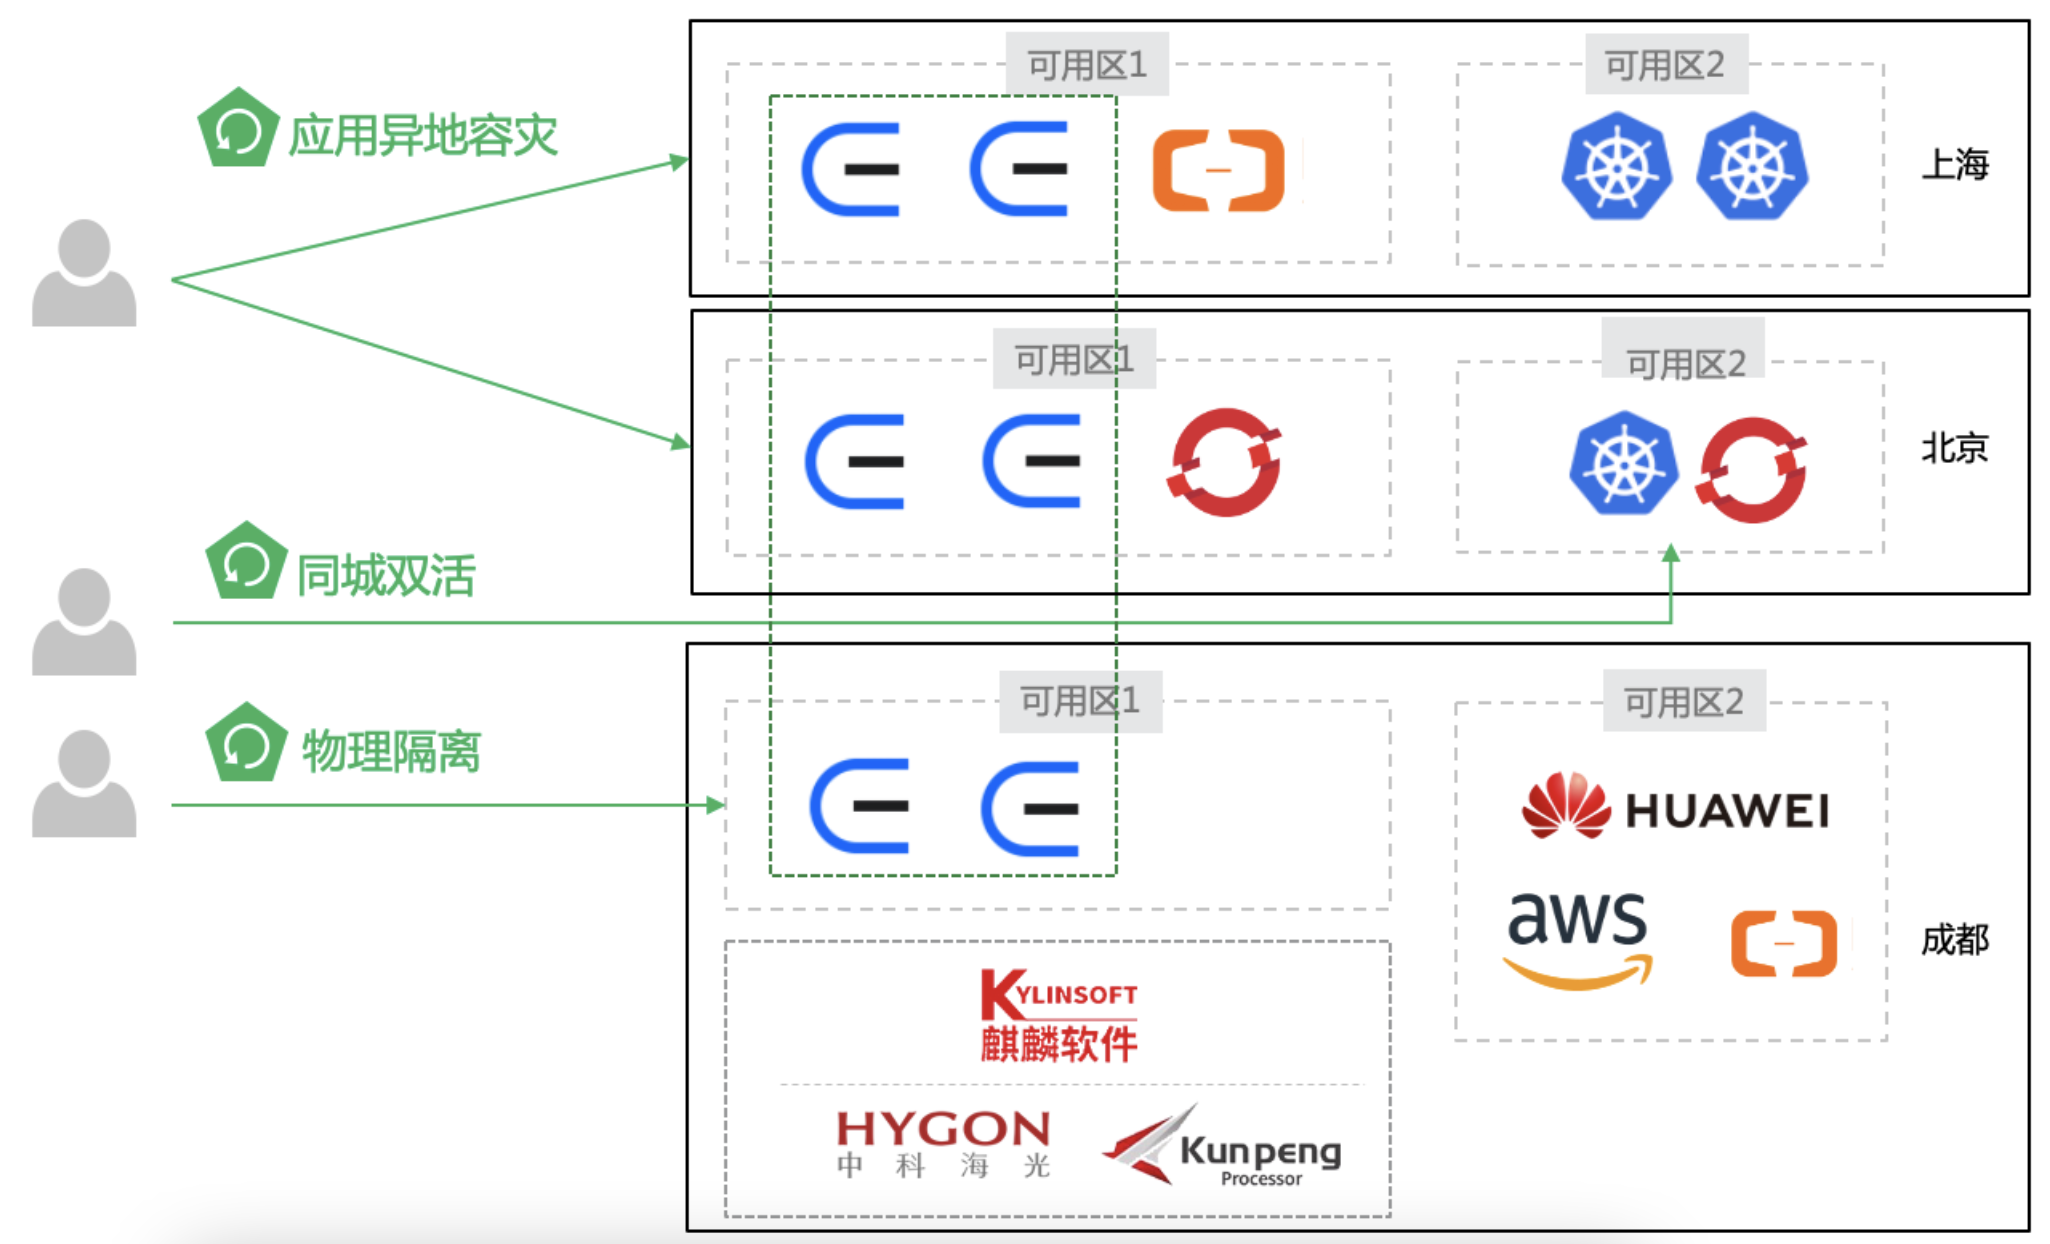 应用异地容灾
可用区1
可用区2
上海
可用区1
可用区2
北京
同城双活
物理隔离
可用区1
可用区2
HUAWEI
aws
成都
KYLINSOFT
麒麟软件
HYGON
中科海光
Kunpeng
Processor